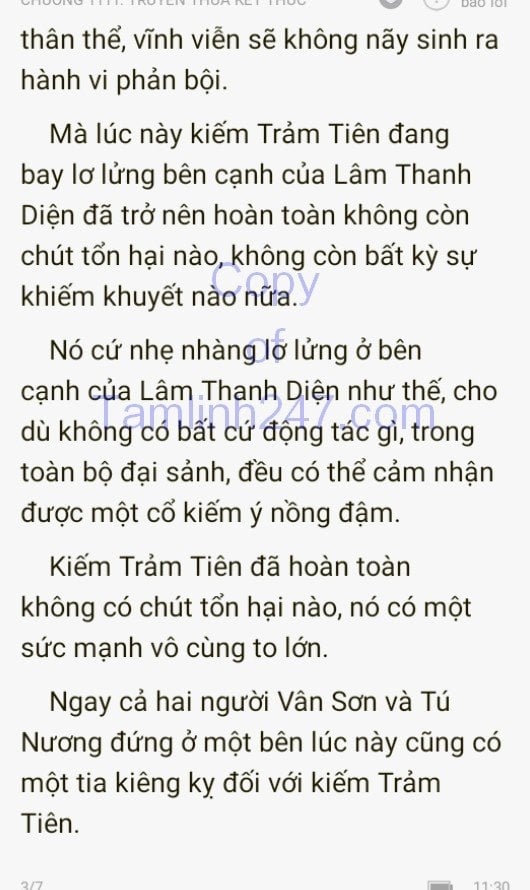 CHƯƠNG 1111: TRUYỀN THỪA KẾT THÚC
báo lỗi
thân thể, vĩnh viễn sẽ không nãy sinh ra
hành vi phản bội.
Mà lúc này kiếm Trảm Tiên đang
bay lơ lửng bên cạnh của Lâm Thanh
Diện đã trở nên hoàn toàn không còn
chút tổn hại nào, không còn bất kỳ sự
khiếm khuyết nào nữa.
Nó cứ nhẹ nhàng lơ lửng ở bên
cạnh của Lâm Thanh Diện như thế, cho
dù không có bất cứ động tác gì, trong
toàn bộ đại sảnh, đều có thể cảm nhận
được một cổ kiếm ý nồng đậm.
Kiếm Trảm Tiên đã hoàn toàn
không có chút tổn hại nào, nó có một
sức mạnh vô cùng to lớn.
Ngay cả hai người Vân Sơn và Tú
Nương đứng ở một bên lúc này cũng có
một tia kiêng kỵ đối với kiếm Trảm
Tiên.
Copy
of
Tamlinh247.com
3/7
11:30